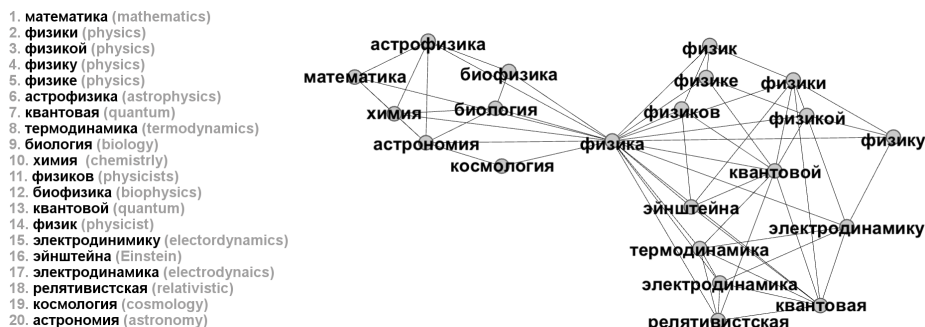 1. математика (mathematics)
2. физики (physics)
3. физикой (physics)
4. физику (physics)
5. физике (physics)
6. астрофизика (astrophysics)
7. квантовая (quantum)
8. термодинамика (termodynamics)
9. биология (biology)
10. химия (chemistrly)
11. физиков (physicists)
12. биофизика (biophysics)
13. квантовой (quantum)
14. физик (physicist)
15. электродинимику (electordynamics)
16. эйнштейна (Einstein)
17. электродинамика (electrodynaics)
18. релятивистская (relativistic)
19. космология (cosmology)
20. астрономия (astronomy)
астрофизика
математика
биофизика
химия
биология
астрономия
космология
физика
физик
физике
физики
физиков
физикой
физику
квантовой
эйнштейна
электродинамику
термодинамика
электродинамика
квантовая
релятивистская